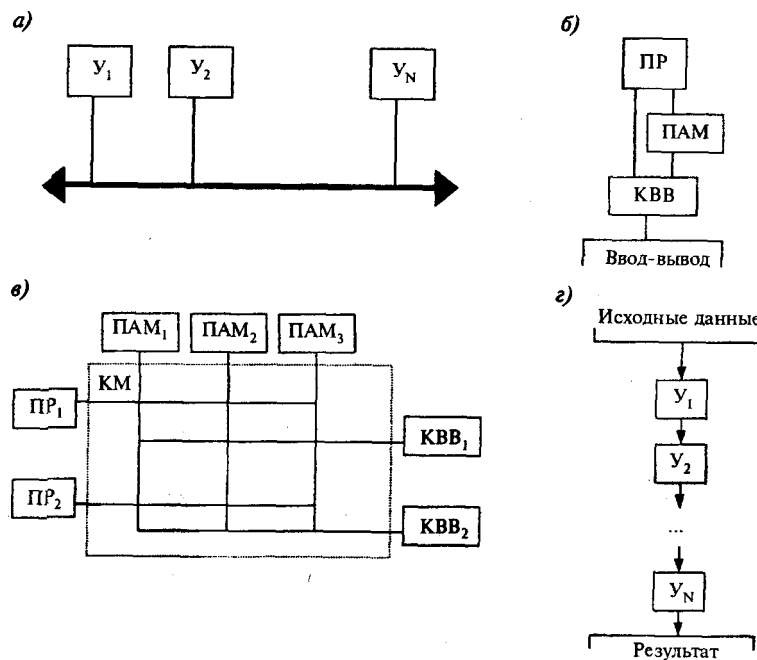 а)
У1 У2 УN
б)
ПР
ПАМ
КВВ
Ввод-вывод
в)
ПАМ1 ПАМ2 ПАМ3
КМ
ПР1
КВВ1
ПР2
КВВ2
г)
Исходные данные
У1
У2
...
УN
Результат